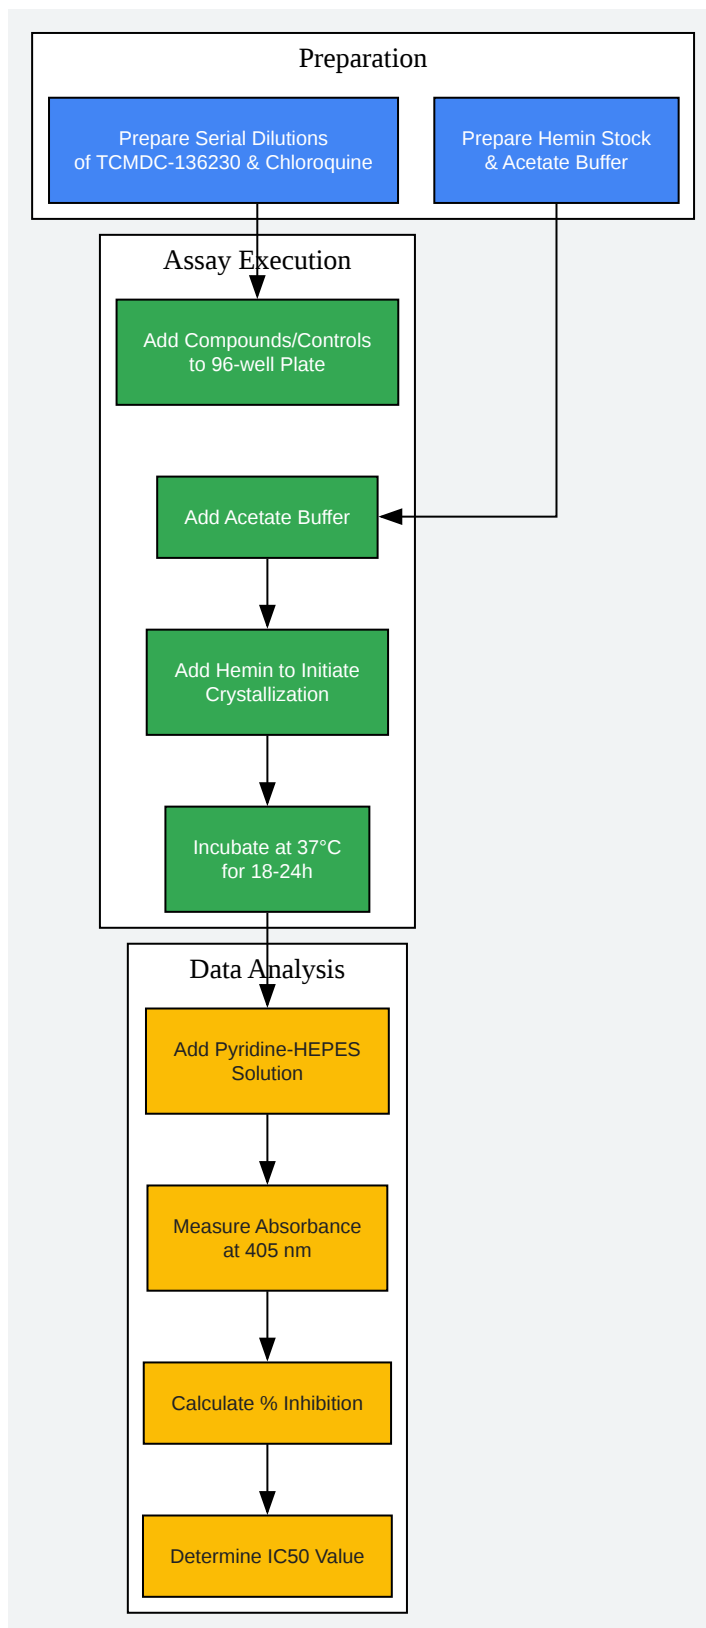 Preparation
Prepare Serial Dilutions
of TCMDC-136230 & Chloroquine
Prepare Hemin Stock
& Acetate Buffer
Assay Execution
Add Compounds/Controls
to 96-well Plate
Add Acetate Buffer
Add Hemin to Initiate
Crystallization
Incubate at 37°C
for 18-24h
Data Analysis
Add Pyridine-HEPES
Solution
Measure Absorbance
at 405 nm
Calculate % Inhibition
Determine IC50 Value